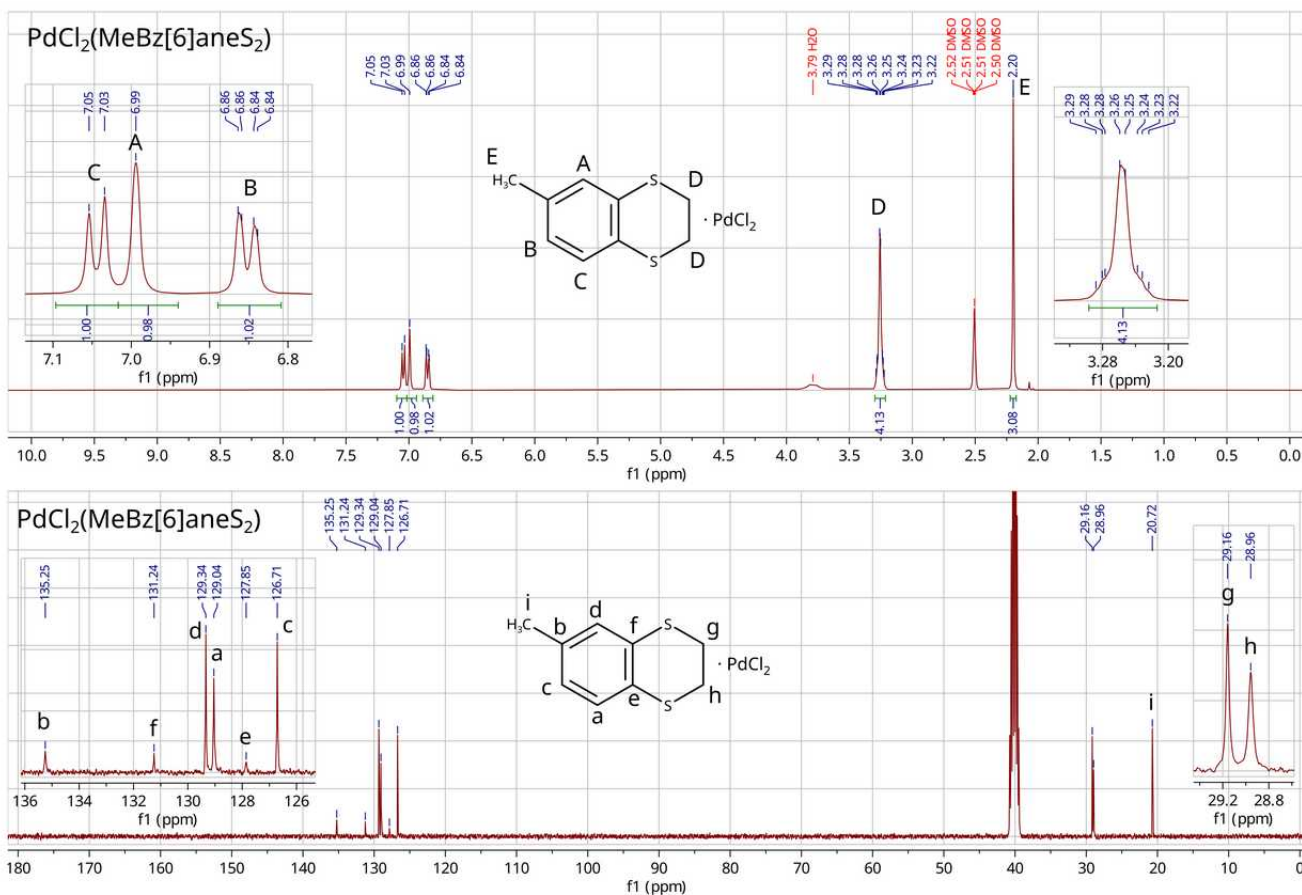 PdCl₂(MeBz[6]aneS₂)
7.05
7.03
6.99
6.86
6.86
6.84
6.84
3.79 H2O
3.29
3.28
3.28
3.26
3.25
3.24
3.23
3.22
2.52 DMSO
2.51 DMSO
2.51 DMSO
2.50 DMSO
2.20
E
7.05
7.03
6.99
6.86
6.86
6.84
6.84
A
C
B
1.00
0.98
1.02
7.1 7.0 6.9 6.8
f1 (ppm)
E
A
H₃C
S
D
· PdCl₂
B
S
D
C
D
3.29
3.28
3.28
3.26
3.25
3.24
3.23
3.22
4.13
3.28 3.20
f1 (ppm)
1.00
0.98
1.02
4.13
3.08
10.0 9.5 9.0 8.5 8.0 7.5 7.0 6.5 6.0 5.5 5.0 4.5 4.0 3.5 3.0 2.5 2.0 1.5 1.0 0.5 0.0
f1 (ppm)
PdCl₂(MeBz[6]aneS₂)
135.25
131.24
129.34
129.04
127.85
126.71
29.16
28.96
20.72
135.25
131.24
129.34
129.04
127.85
126.71
d
c
a
b
f
e
136 134 132 130 128 126
f1 (ppm)
i
H₃C
d
b
f
S
g
· PdCl₂
c
e
S
h
a
i
29.16
28.96
g
h
29.2 28.8
f1 (ppm)
180 170 160 150 140 130 120 110 100 90 80 70 60 50 40 30 20 10 0
f1 (ppm)